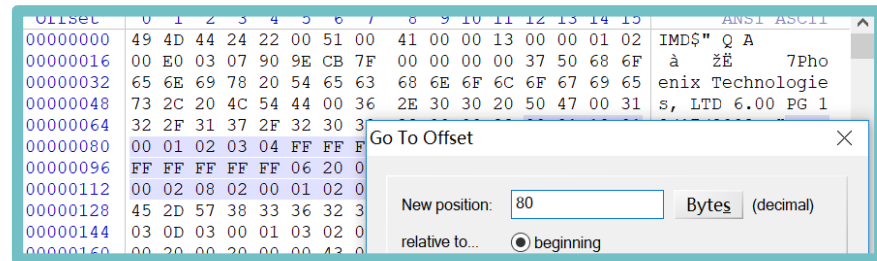 Offset 0 1 2 3 4 5 6 7 8 9 10 11 12 13 14 15 ANSI ASCII
00000000 49 4D 44 24 22 00 51 00 41 00 00 13 00 00 01 02 IMD$" Q A
00000016 00 E0 03 07 90 9E CB 7F 00 00 00 00 37 50 68 6F à žË 7Pho
00000032 65 6E 69 78 20 54 65 63 68 6E 6F 6C 6F 67 69 65 enix Technologie
00000048 73 2C 20 4C 54 44 00 36 2E 30 30 20 50 47 00 31 s, LTD 6.00 PG 1
00000064 32 2F 31 37 2F 32 30
00000080 00 01 02 03 04 FF FF
00000096 FF FF FF FF FF 06 20
00000112 00 02 08 02 00 01 02
00000128 45 2D 57 38 33 36 32
00000144 03 0D 03 00 01 03 02
00000160 00 20 00 20 00 00 43
Go To Offset
New position: 80 Bytes (decimal)
relative to... beginning